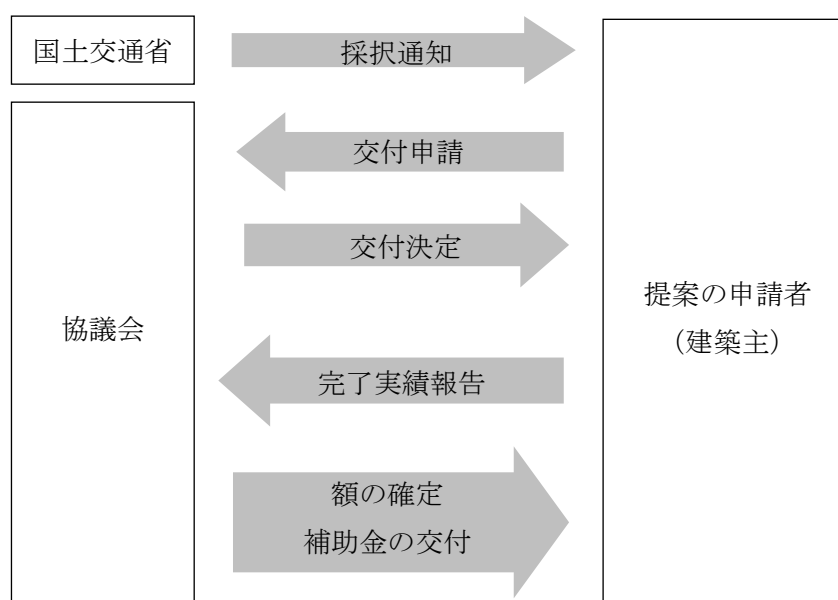 国土交通省
採択通知
交付申請
交付決定
協議会
提案の申請者
（建築主）
完了実績報告
額の確定
補助金の交付